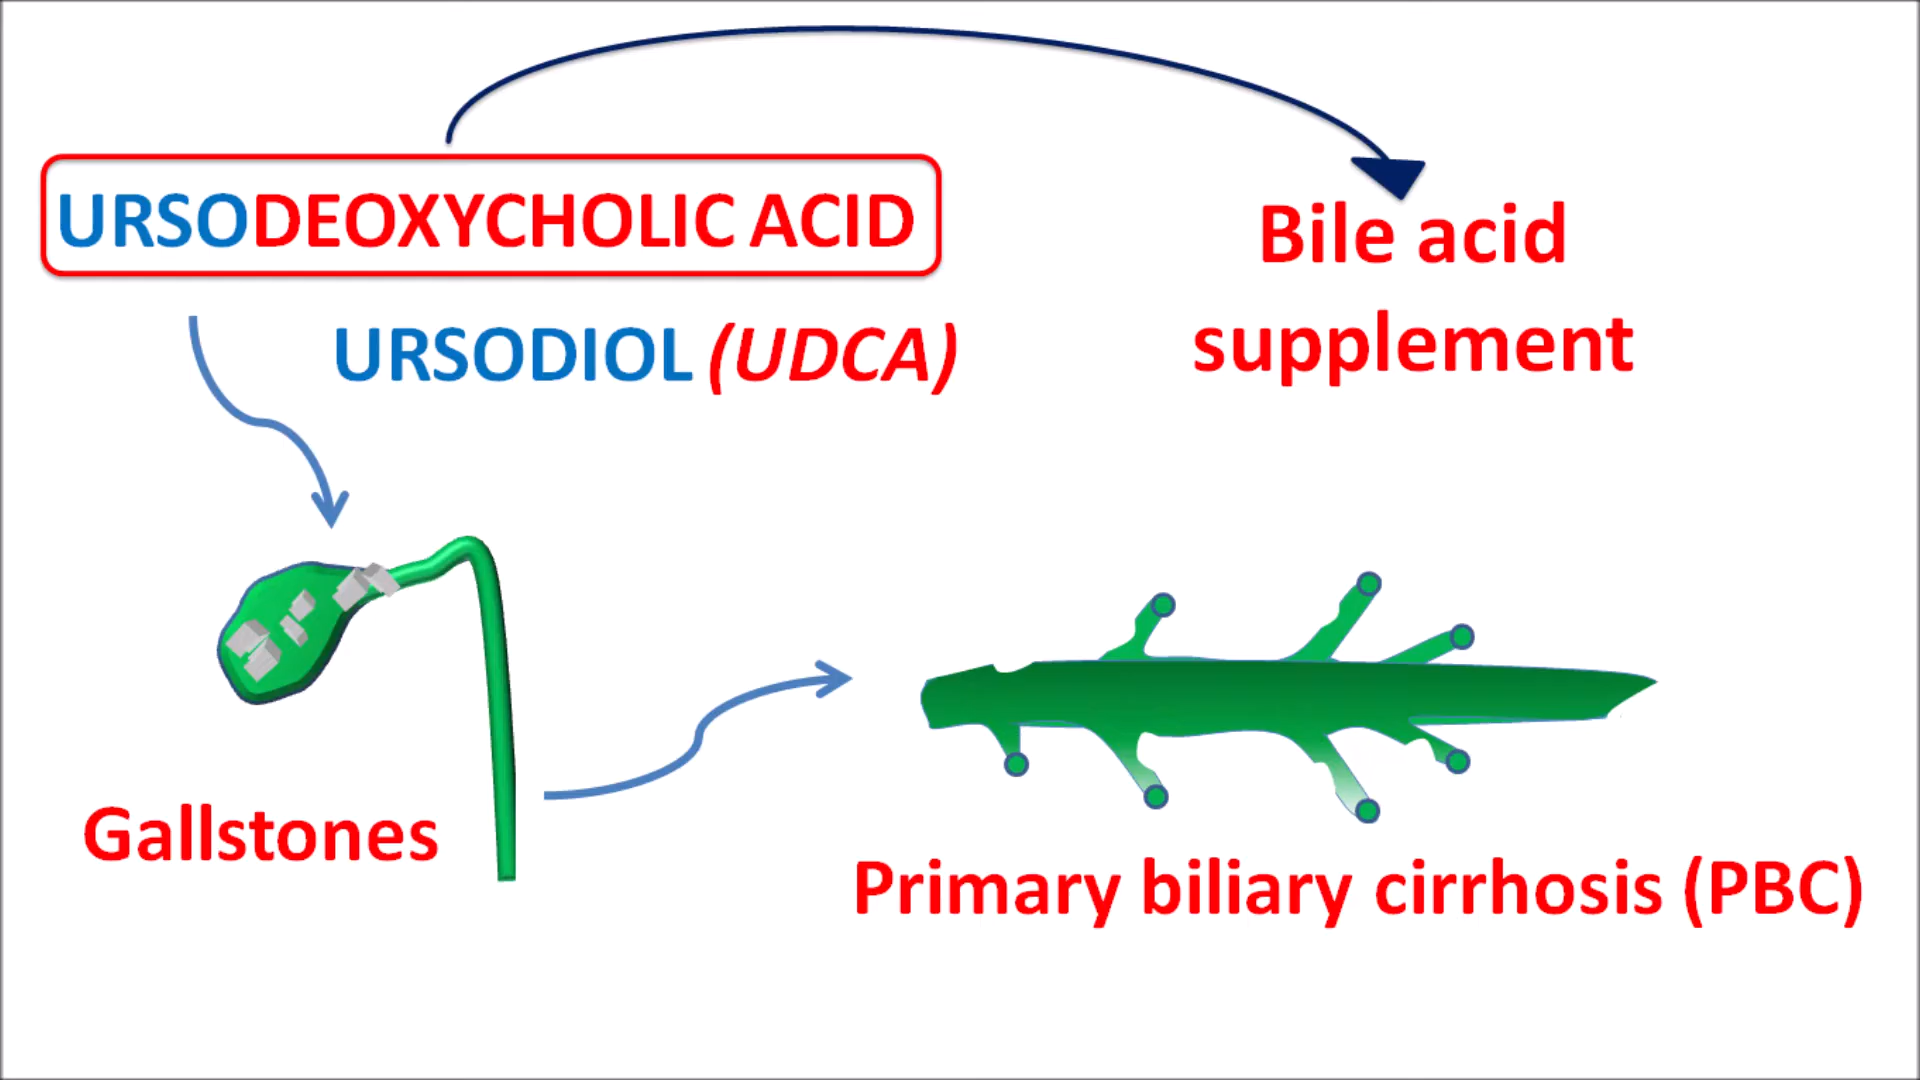 URSODEOXYCHOLIC ACID
URSODIOL (UDCA)
Bile acid
supplement
Gallstones
Primary biliary cirrhosis (PBC)